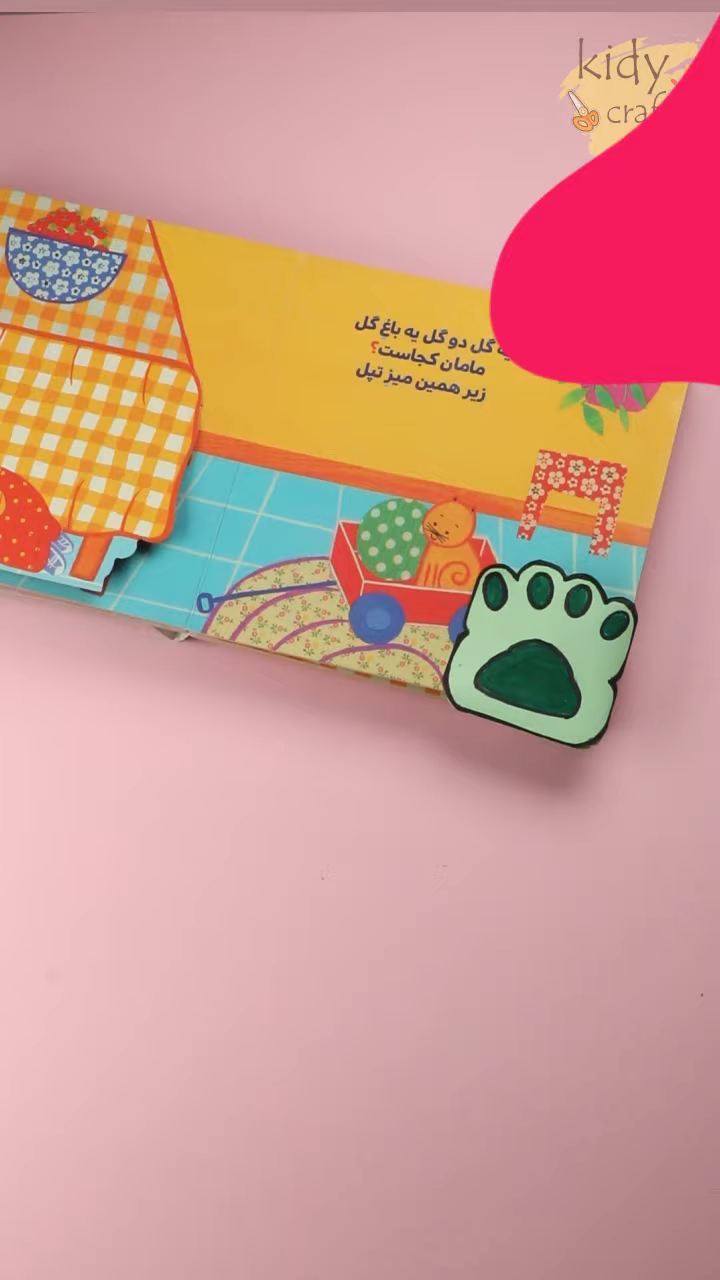 kidy
گل دو گل یه باغ گل
مامان کجاست؟
زیر همین میز تپل